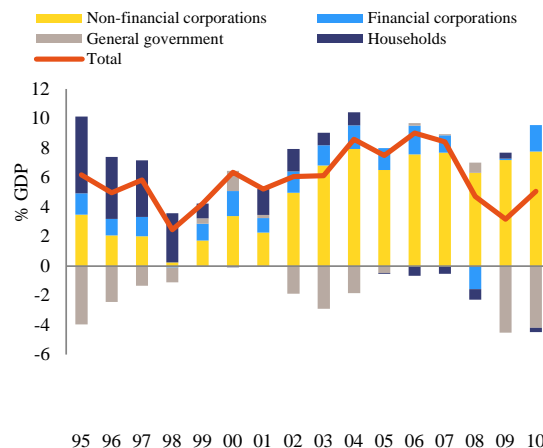 Non-financial corporations Financial corporations
General government Households
Total
12
10
8
6
4
2
0
-2
-4
-6
% GDP
95 96 97 98 99 00 01 02 03 04 05 06 07 08 09 10